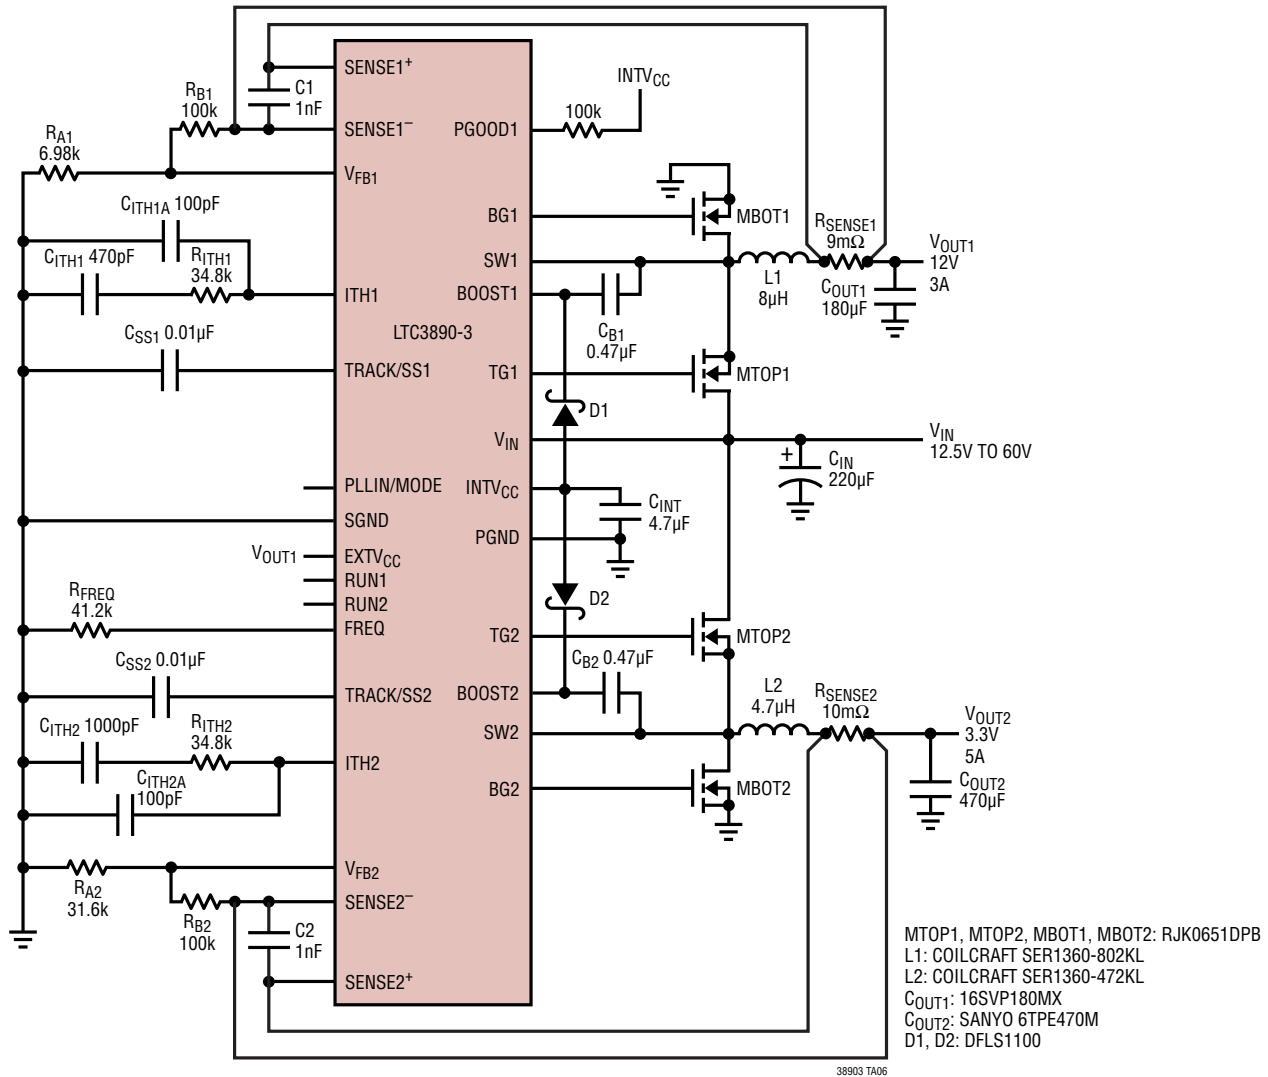 SENSE1+
INTVCC
RB1
100k
C1
1nF
100k
RA1
6.98k
SENSE1–
PGOOD1
VFB1
CITH1A 100pF
BG1
MBOT1
RSENSE1
9mΩ
CITH1 470pF
RITH1
34.8k
SW1
VOUT1
12V
3A
L1
8µH
COUT1
180µF
ITH1
BOOST1
CSS1 0.01µF
LTC3890-3
CB1
0.47µF
TRACK/SS1
TG1
MTOP1
D1
VIN
VIN
12.5V TO 60V
CIN
220µF
+
PLLIN/MODE
INTVCC
CINT
4.7µF
SGND
PGND
VOUT1
EXTVCC
RUN1
RUN2
D2
RFREQ
41.2k
FREQ
TG2
MTOP2
CSS2 0.01µF
CB2 0.47µF
TRACK/SS2
BOOST2
L2
4.7µH
RSENSE2
10mΩ
CITH2 1000pF
RITH2
34.8k
SW2
VOUT2
3.3V
5A
ITH2
CITH2A
100pF
BG2
MBOT2
COUT2
470µF
VFB2
RA2
31.6k
SENSE2–
RB2
100k
C2
1nF
SENSE2+
MTOP1, MTOP2, MBOT1, MBOT2: RJK0651DPB
L1: COILCRAFT SER1360-802KL
L2: COILCRAFT SER1360-472KL
COUT1: 16SVP180MX
COUT2: SANYO 6TPE470M
D1, D2: DFLS1100
38903 TA06